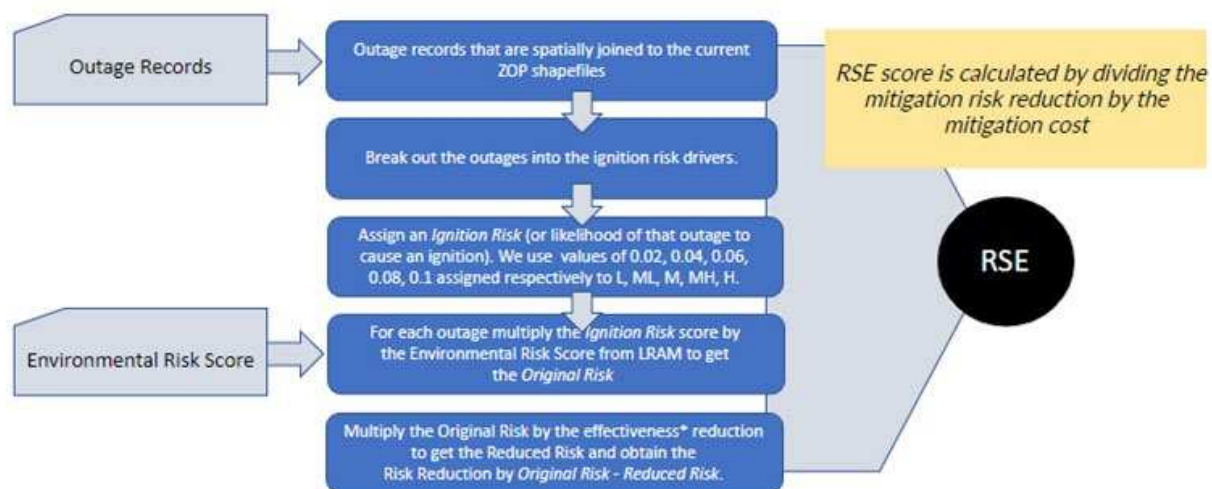 Outage Records
Outage records that are spatially joined to the current
ZOP shapefiles
RSE score is calculated by dividing the
mitigation risk reduction by the
mitigation cost
Break out the outages into the ignition risk drivers.
Assign an Ignition Risk (or likelihood of that outage to
cause an ignition). We use values of 0.02, 0.04, 0.06,
0.08, 0.1 assigned respectively to L, ML, M, MH, H.
RSE
Environmental Risk Score
For each outage multiply the Ignition Risk score by
the Environmental Risk Score from LRAM to get
the Original Risk
Multiply the Original Risk by the effectiveness* reduction
to get the Reduced Risk and obtain the
Risk Reduction by Original Risk - Reduced Risk.